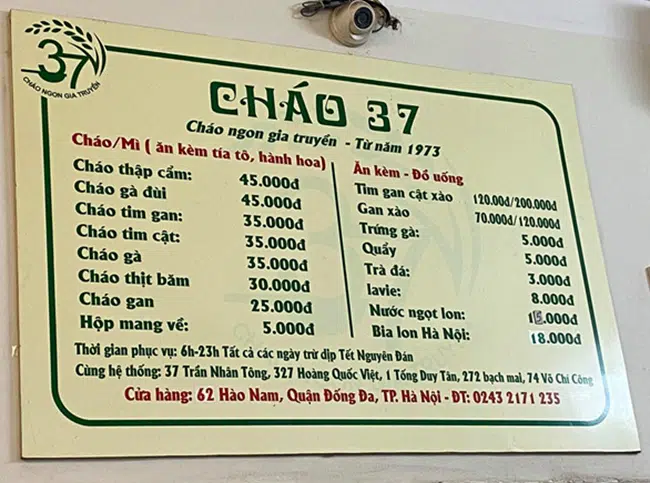 37
CHÁO NGON GIA TRUYỀN
CHÁO 37
Cháo ngon gia truyền - Từ năm 1973
Cháo/Mì ( ăn kèm tía tô, hành hoa)
Cháo thập cẩm: 45.000đ
Cháo gà đùi 45.000đ
Cháo tim gan: 35.000đ
Cháo tim cật: 35.000đ
Cháo gà 35.000đ
Cháo thịt băm 30.000đ
Cháo gan 25.000đ
Hộp mang về: 5.000đ
Ăn kèm - Đồ uống
Tim gan cật xào 120.00đ/200.000đ
Gan xào 70.000đ/120.000đ
Trứng gà: 5.000đ
Quẩy 5.000đ
Trà đá: 3.000đ
lavie: 8.000đ
Nước ngọt lon: 15.000đ
Bia lon Hà Nội: 18.000đ
Thời gian phục vụ: 6h-23h Tất cả các ngày trừ dịp Tết Nguyên Đán
Cùng hệ thống: 37 Trần Nhân Tông, 327 Hoàng Quốc Việt, 1 Tống Duy Tân, 272 bạch mai, 74 Võ Chí Công
Cửa hàng: 62 Hào Nam, Quận Đống Đa, TP. Hà Nội - ĐT: 0243 2171 235